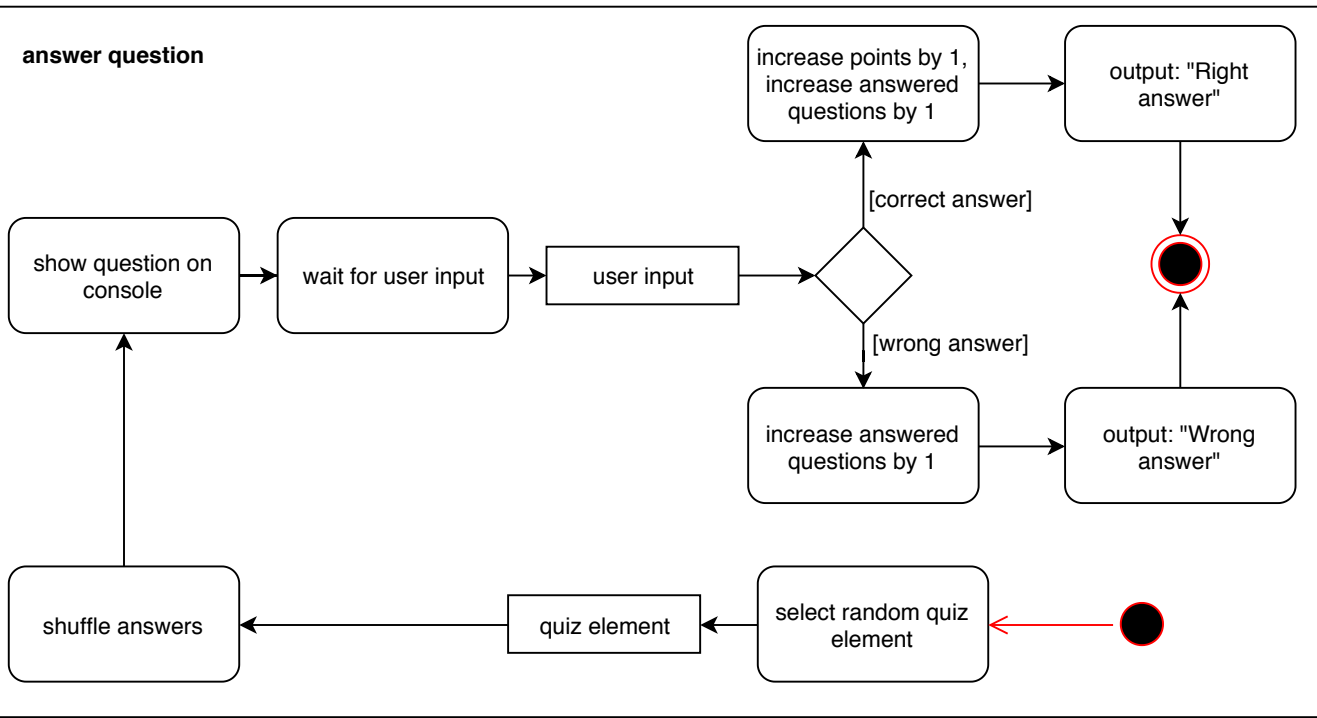 answer question
increase points by 1,
increase answered
questions by 1
output: "Right
answer"
[correct answer]
show question on
console
wait for user input
user input
[wrong answer]
increase answered
questions by 1
output: "Wrong
answer"
shuffle answers
quiz element
select random quiz
element